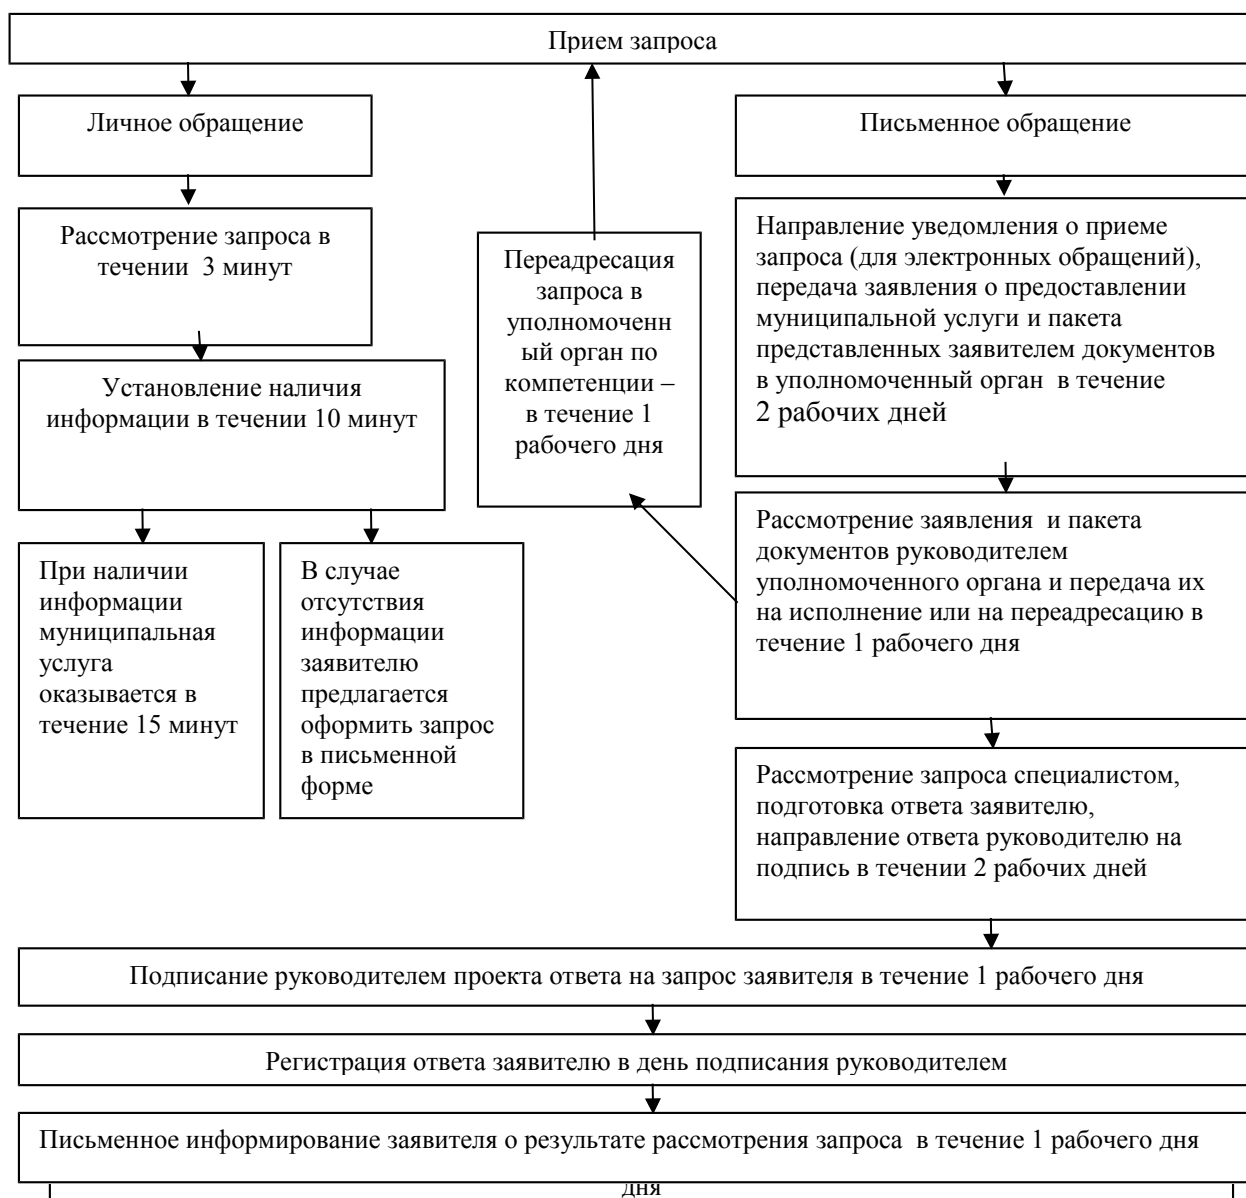 Прием запроса
Личное обращение
Письменное обращение
Рассмотрение запроса в
течении  3 минут
Переадресация
запроса в
уполномоченн
ый орган по
компетенции –
в течение 1
рабочего дня
Направление уведомления о приеме
запроса (для электронных обращений),
передача заявления о предоставлении
муниципальной услуги и пакета
представленных заявителем документов
в уполномоченный орган  в течение
2 рабочих дней
Установление наличия
информации в течении 10 минут
При наличии
информации
муниципальная
услуга
оказывается в
течение 15 минут
В случае
отсутствия
информации
заявителю
предлагается
оформить запрос
в письменной
форме
Рассмотрение заявления  и пакета
документов руководителем
уполномоченного органа и передача их
на исполнение или на переадресацию в
течение 1 рабочего дня
Рассмотрение запроса специалистом,
подготовка ответа заявителю,
направление ответа руководителю на
подпись в течении 2 рабочих дней
Подписание руководителем проекта ответа на запрос заявителя в течение 1 рабочего дня
Регистрация ответа заявителю в день подписания руководителем
Письменное информирование заявителя о результате рассмотрения запроса  в течение 1 рабочего дня
дня